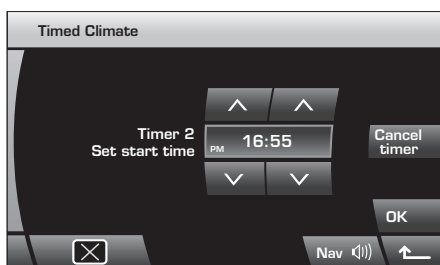 Timed Climate
Timer 2
Set start time
PM 16:55
Cancel
timer
OK
Nav